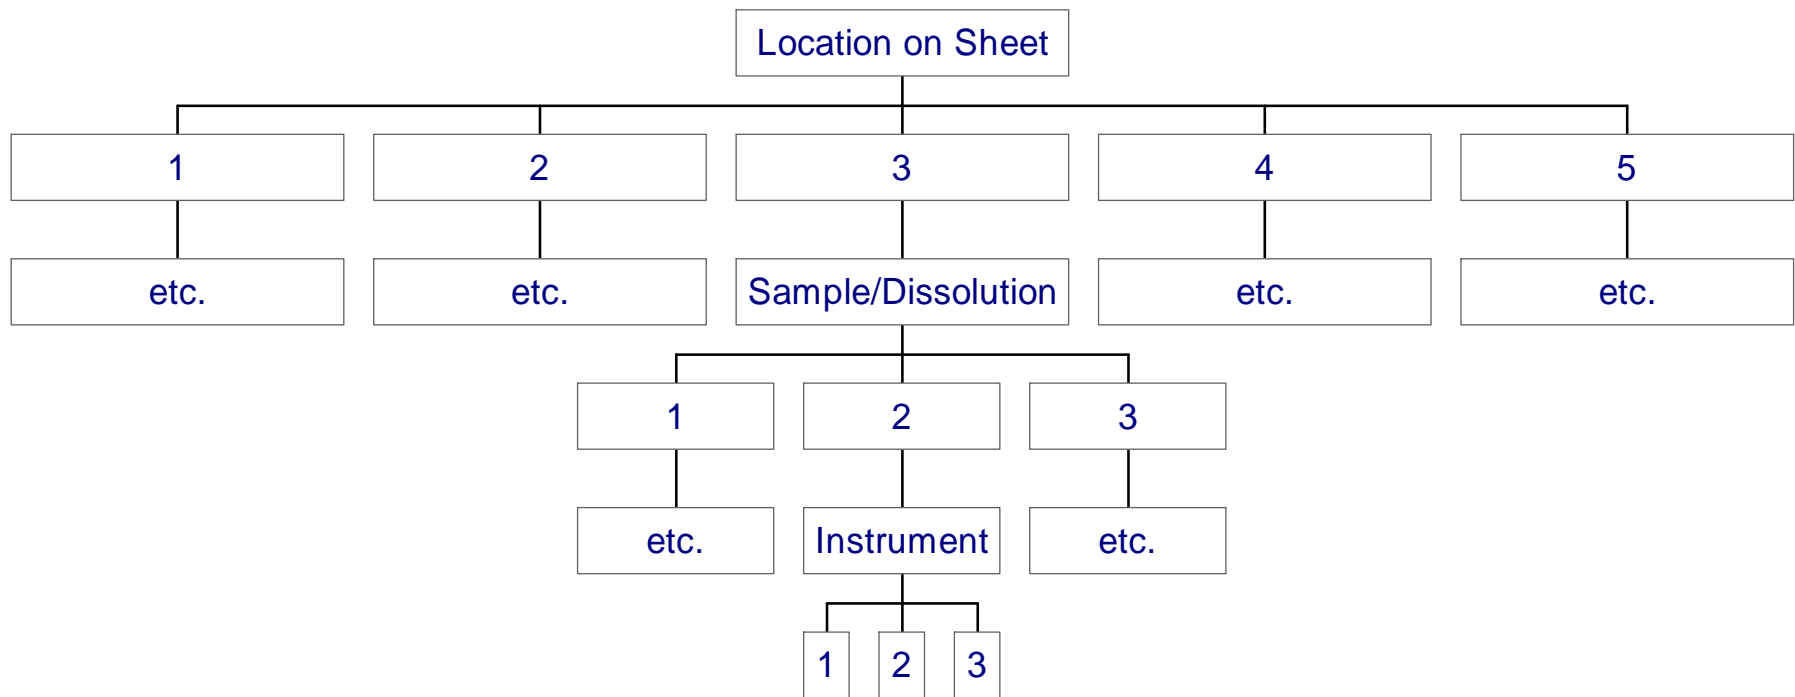 Location on Sheet
1 2 3 4 5
etc. etc. Sample/Dissolution etc. etc.
1 2 3
etc. Instrument etc.
1 2 3